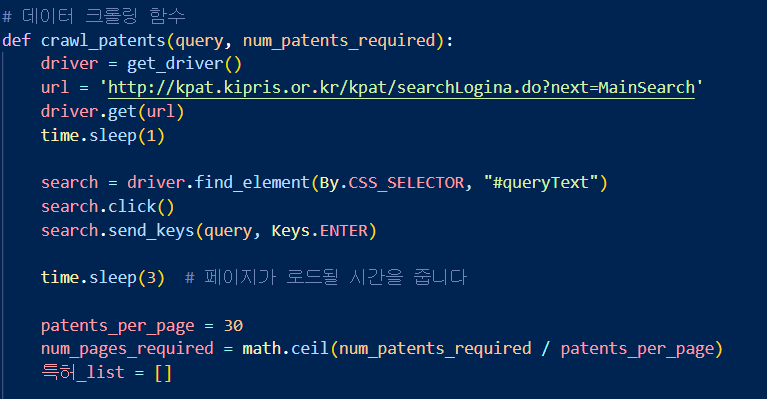 # 데이터 크롤링 함수
def crawl_patents(query, num_patents_required):
    driver = get_driver()
    url = 'http://kpat.kipris.or.kr/kpat/searchLogina.do?next=MainSearch'
    driver.get(url)
    time.sleep(1)

    search = driver.find_element(By.CSS_SELECTOR, "#queryText")
    search.click()
    search.send_keys(query, Keys.ENTER)

    time.sleep(3)  # 페이지가 로드될 시간을 줍니다

    patents_per_page = 30
    num_pages_required = math.ceil(num_patents_required / patents_per_page)
    특허_list = []